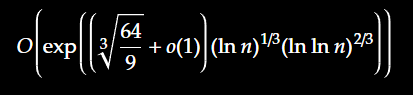 O(exp((∛(64/9) + o(1))(ln n)^{1/3}(ln ln n)^{2/3}))